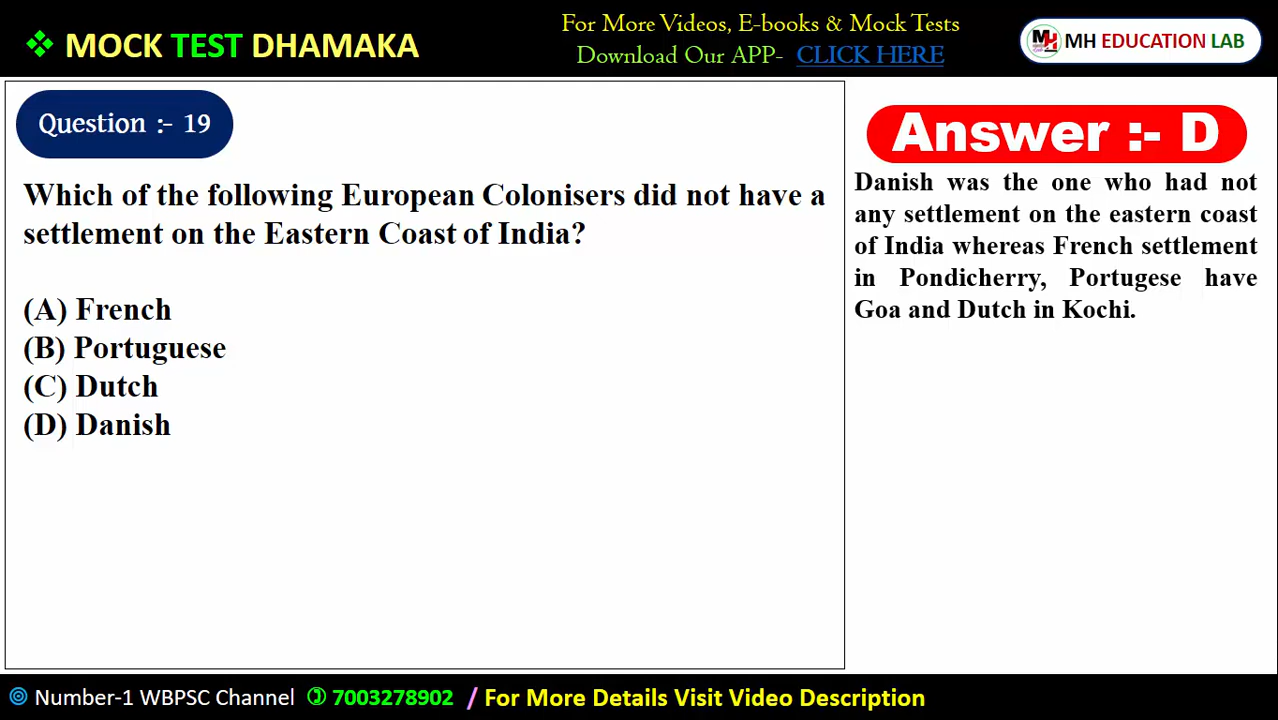 ❖ MOCK TEST DHAMAKA
For More Videos, E-books & Mock Tests
Download Our APP- CLICK HERE
MH EDUCATION LAB
Question :- 19
Which of the following European Colonisers did not have a
settlement on the Eastern Coast of India?
(A) French
(B) Portuguese
(C) Dutch
(D) Danish
Answer :- D
Danish was the one who had not
any settlement on the eastern coast
of India whereas French settlement
in Pondicherry, Portugese have
Goa and Dutch in Kochi.
Number-1 WBPSC Channel 7003278902 / For More Details Visit Video Description